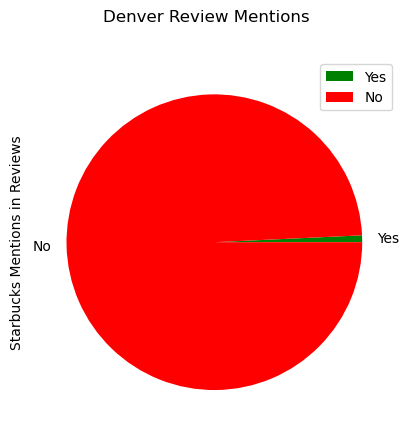 Denver Review Mentions
Yes
No
Starbucks Mentions in Reviews
No
Yes